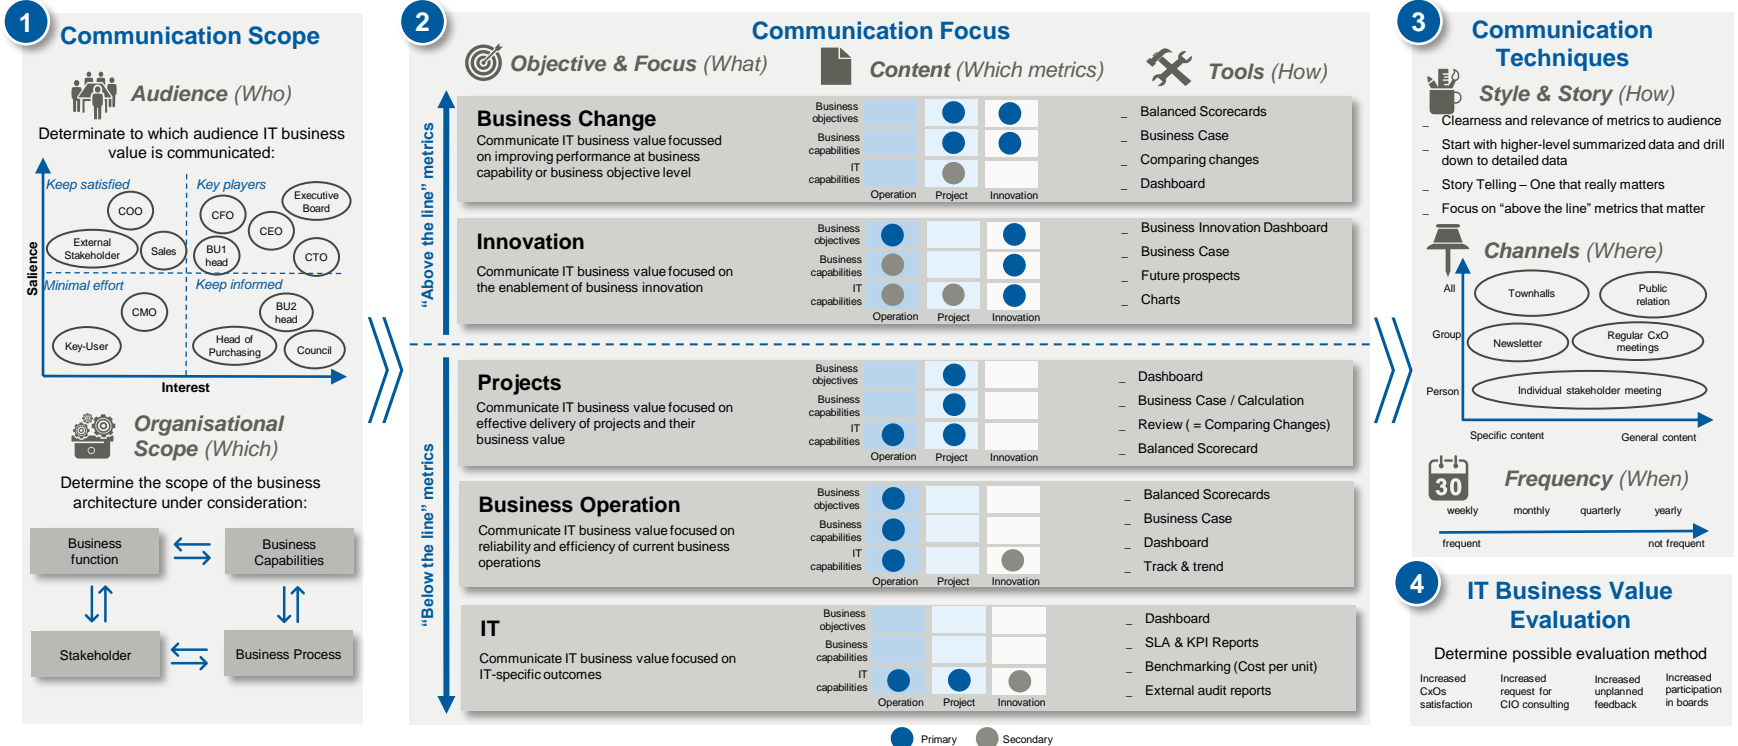 1
Communication Scope
Audience (Who)
Determinate to which audience IT business
value is communicated:
Salience
Keep satisfied
Key players
COO
External
Stakeholder
Sales
CFO
Executive
Board
CEO
BU1
head
CTO
Minimal effort
Keep informed
CMO
BU2
head
Key-User
Head of
Purchasing
Council
Interest
Organisational
Scope (Which)
Determine the scope of the business
architecture under consideration:
Business
function
Business
Capabilities
Stakeholder
Business Process
2
Communication Focus
Objective & Focus (What)
Content (Which metrics)
Tools (How)
“Above the line” metrics
Business Change
Communicate IT business value focussed
on improving performance at business
capability or business objective level
Business
objectives
Business
capabilities
IT
capabilities
Operation
Project
Innovation
_ Balanced Scorecards
_ Business Case
_ Comparing changes
_ Dashboard
Innovation
Communicate IT business value focused on
the enablement of business innovation
Business
objectives
Business
capabilities
IT
capabilities
Operation
Project
Innovation
_ Business Innovation Dashboard
_ Business Case
_ Future prospects
_ Charts
“Below the line” metrics
Projects
Communicate IT business value focused on
effective delivery of projects and their
business value
Business
objectives
Business
capabilities
IT
capabilities
Operation
Project
Innovation
_ Dashboard
_ Business Case / Calculation
_ Review ( = Comparing Changes)
_ Balanced Scorecard
Business Operation
Communicate IT business value focused on
reliability and efficiency of current business
operations
Business
objectives
Business
capabilities
IT
capabilities
Operation
Project
Innovation
_ Balanced Scorecards
_ Business Case
_ Dashboard
_ Track & trend
IT
Communicate IT business value focused on
IT-specific outcomes
Business
objectives
Business
capabilities
IT
capabilities
Operation
Project
Innovation
_ Dashboard
_ SLA & KPI Reports
_ Benchmarking (Cost per unit)
_ External audit reports
Primary
Secondary
3
Communication
Techniques
Style & Story (How)
_ Clearness and relevance of metrics to audience
_ Start with higher-level summarized data and drill
down to detailed data
_ Story Telling – One that really matters
_ Focus on “above the line” metrics that matter
Channels (Where)
All
Group
Person
Townhalls
Public
relation
Newsletter
Regular CxO
meetings
Individual stakeholder meeting
Specific content
General content
30
Frequency (When)
weekly
monthly
quarterly
yearly
frequent
not frequent
4
IT Business Value
Evaluation
Determine possible evaluation method
Increased
CxOs
satisfaction
Increased
request for
CIO consulting
Increased
unplanned
feedback
Increased
participation
in boards